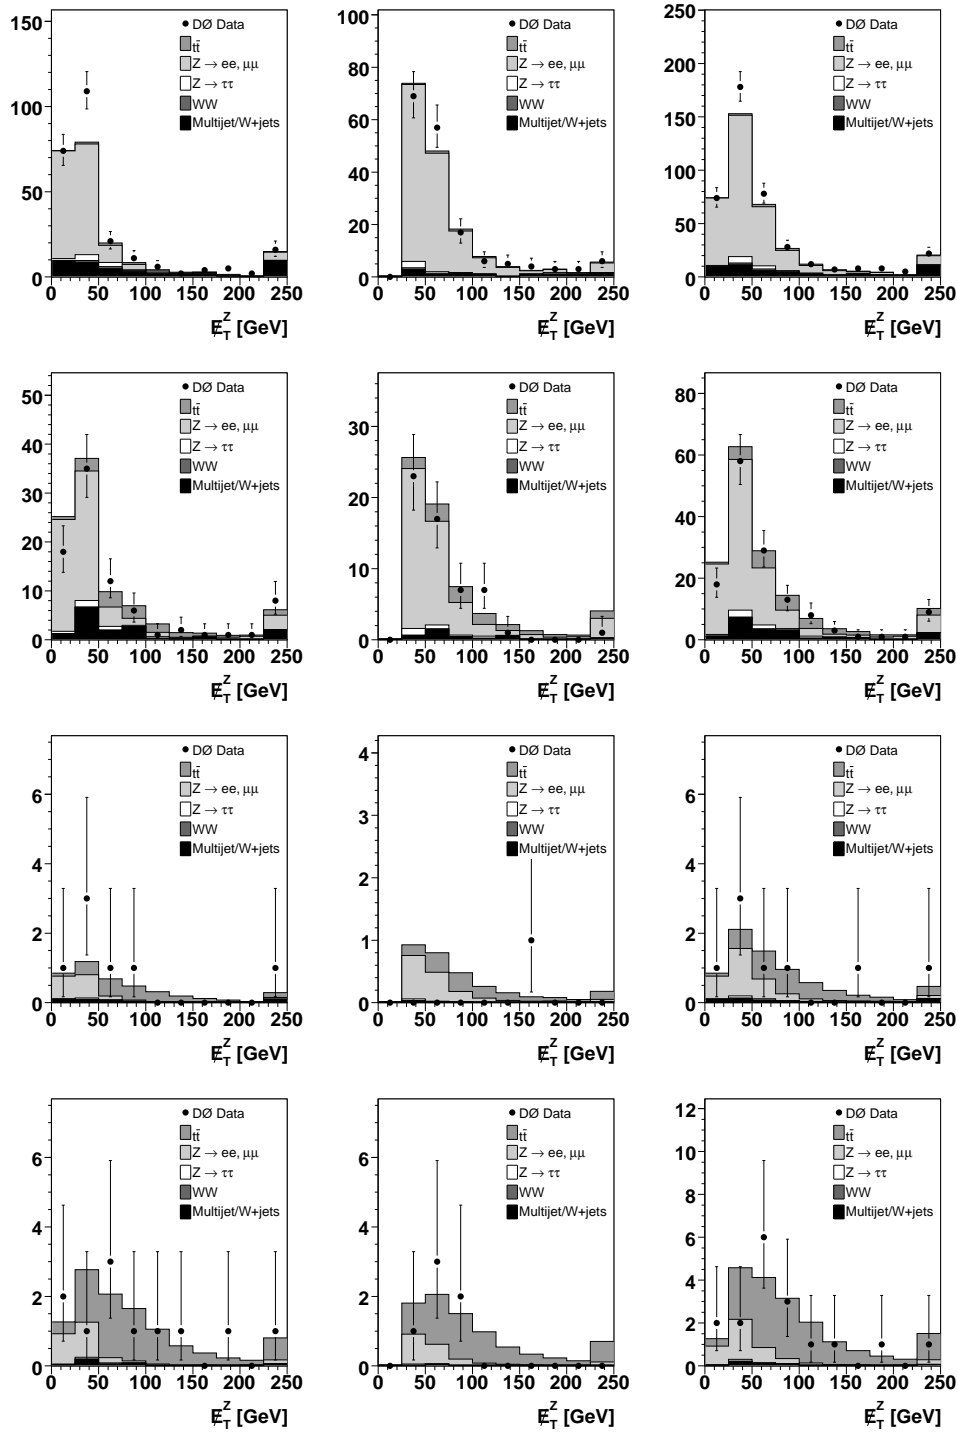 150
100
50
0
0 50 100 150 200 250
E̸_T^Z [GeV]
DØ Data
tt̄
Z → ee, μμ
Z → ττ
WW
Multijet/W+jets
100
80
60
40
20
0
0 50 100 150 200 250
E̸_T^Z [GeV]
DØ Data
tt̄
Z → ee, μμ
Z → ττ
WW
Multijet/W+jets
250
200
150
100
50
0
0 50 100 150 200 250
E̸_T^Z [GeV]
DØ Data
tt̄
Z → ee, μμ
Z → ττ
WW
Multijet/W+jets
50
40
30
20
10
0
0 50 100 150 200 250
E̸_T^Z [GeV]
DØ Data
tt̄
Z → ee, μμ
Z → ττ
WW
Multijet/W+jets
30
20
10
0
0 50 100 150 200 250
E̸_T^Z [GeV]
DØ Data
tt̄
Z → ee, μμ
Z → ττ
WW
Multijet/W+jets
80
60
40
20
0
0 50 100 150 200 250
E̸_T^Z [GeV]
DØ Data
tt̄
Z → ee, μμ
Z → ττ
WW
Multijet/W+jets
6
4
2
0
0 50 100 150 200 250
E̸_T^Z [GeV]
DØ Data
tt̄
Z → ee, μμ
Z → ττ
WW
Multijet/W+jets
4
3
2
1
0
0 50 100 150 200 250
E̸_T^Z [GeV]
DØ Data
tt̄
Z → ee, μμ
Z → ττ
WW
Multijet/W+jets
6
4
2
0
0 50 100 150 200 250
E̸_T^Z [GeV]
DØ Data
tt̄
Z → ee, μμ
Z → ττ
WW
Multijet/W+jets
6
4
2
0
0 50 100 150 200 250
E̸_T^Z [GeV]
DØ Data
tt̄
Z → ee, μμ
Z → ττ
WW
Multijet/W+jets
6
4
2
0
0 50 100 150 200 250
E̸_T^Z [GeV]
DØ Data
tt̄
Z → ee, μμ
Z → ττ
WW
Multijet/W+jets
12
10
8
6
4
2
0
0 50 100 150 200 250
E̸_T^Z [GeV]
DØ Data
tt̄
Z → ee, μμ
Z → ττ
WW
Multijet/W+jets